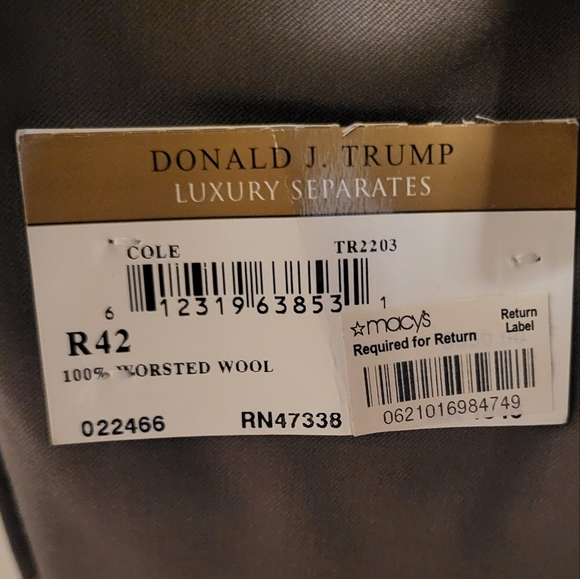 DONALD J. TRUMP
LUXURY SEPARATES
COLE TR2203
6 12319 63853 1
R42
100% WORSTED WOOL
022466 RN47338
macy's
Return
Label
Required for Return
0621016984749